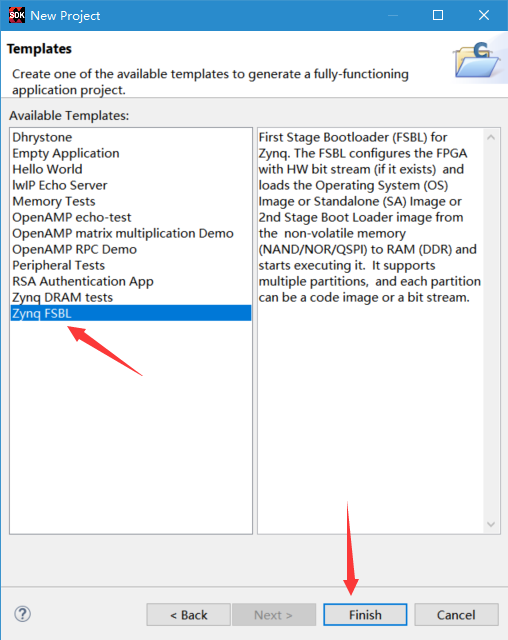 SDK New Project
Templates
C
Create one of the available templates to generate a fully-functioning
application project.
Available Templates:
Dhrystone
Empty Application
Hello World
lwIP Echo Server
Memory Tests
OpenAMP echo-test
OpenAMP matrix multiplication Demo
OpenAMP RPC Demo
Peripheral Tests
RSA Authentication App
Zynq DRAM tests
Zynq FSBL
First Stage Bootloader (FSBL) for
Zynq. The FSBL configures the FPGA
with HW bit stream (if it exists)  and
loads the Operating System (OS)
Image or Standalone (SA) Image or
2nd Stage Boot Loader image from
the  non-volatile memory
(NAND/NOR/QSPI) to RAM (DDR) and
starts executing it.  It supports
multiple partitions,  and each partition
can be a code image or a bit stream.
?
< Back
Next >
Finish
Cancel